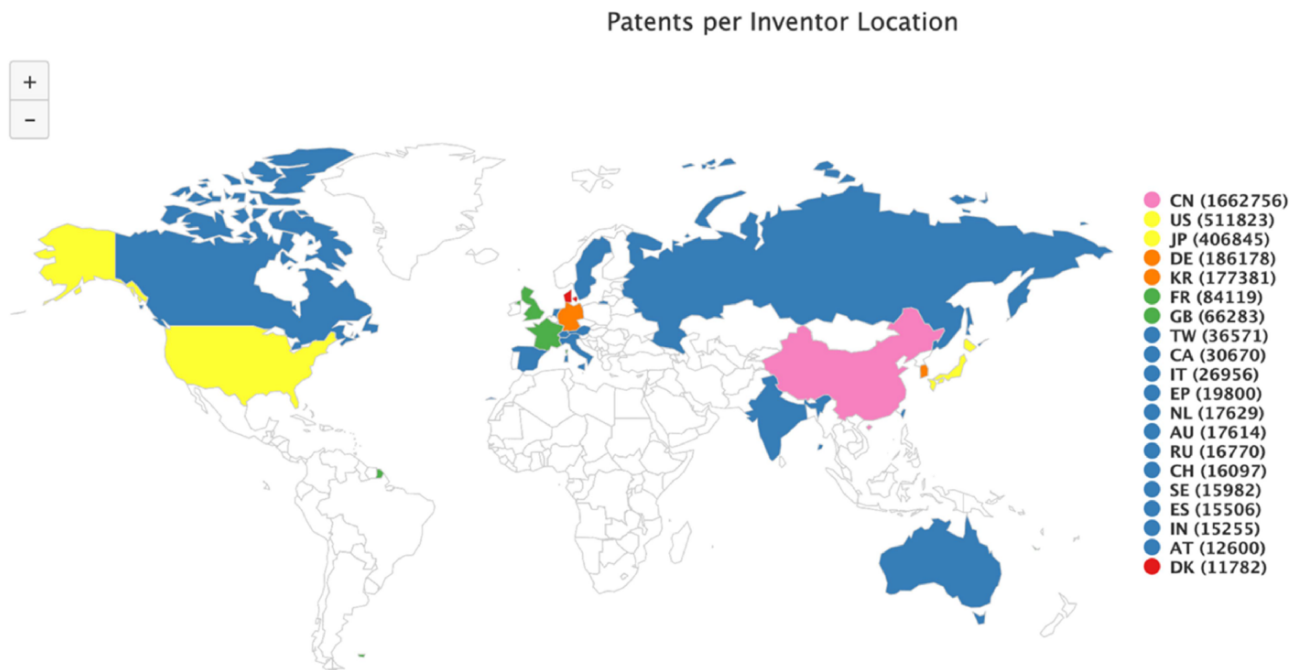 Patents per Inventor Location
+
−
CN (1662756)
US (511823)
JP (406845)
DE (186178)
KR (177381)
FR (84119)
GB (66283)
TW (36571)
CA (30670)
IT (26956)
EP (19800)
NL (17629)
AU (17614)
RU (16770)
CH (16097)
SE (15982)
ES (15506)
IN (15255)
AT (12600)
DK (11782)